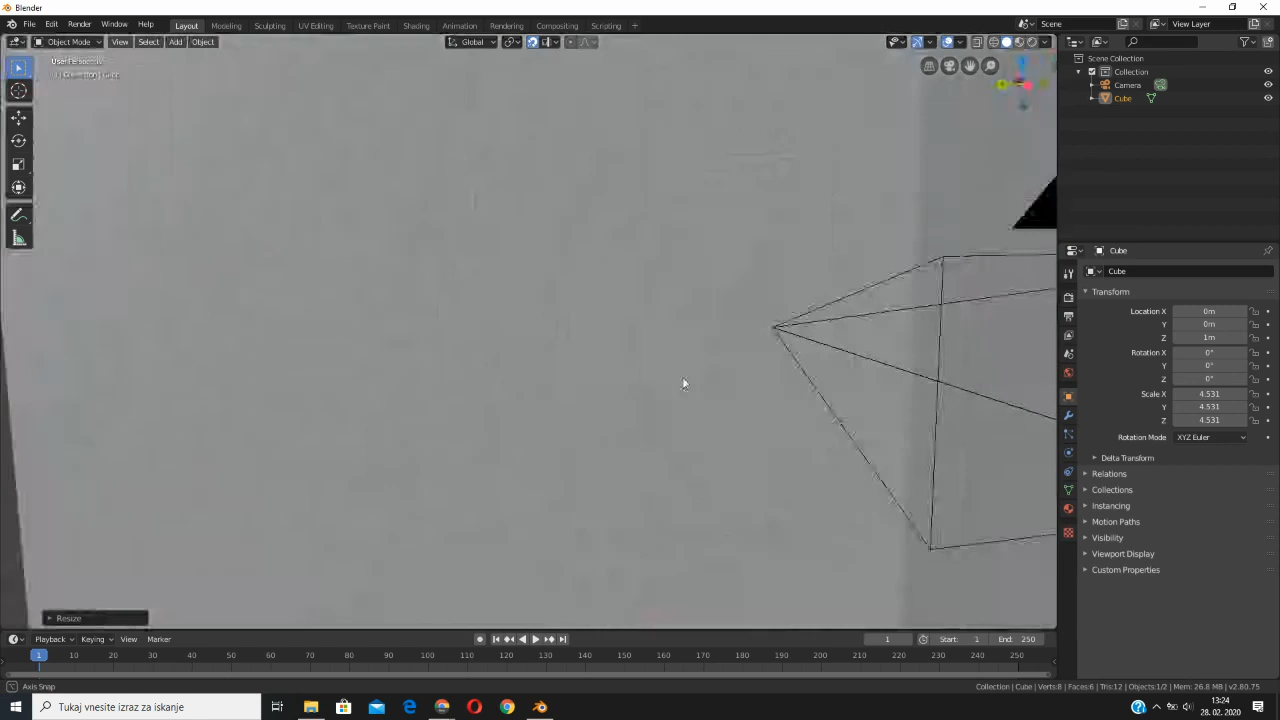 Blender
File Edit Render Window Help Layout Modeling Sculpting UV Editing Texture Paint Shading Animation Rendering Compositing Scripting + Scene View Layer
Object Mode View Select Add Object Global
User Perspective
(1) Collection | Cube
Scene Collection
Collection
Camera
Cube
Cube
Cube
Transform
Location X 0m
Y 0m
Z 1m
Rotation X 0°
Y 0°
Z 0°
Scale X 4.531
Y 4.531
Z 4.531
Rotation Mode XYZ Euler
Delta Transform
Relations
Collections
Instancing
Motion Paths
Visibility
Viewport Display
Custom Properties
Resize
Playback Keying View Marker 1 Start: 1 End: 250
1 10 20 30 40 50 60 70 80 90 100 110 120 130 140 150 160 170 180 190 200 210 220 230 240 250
Axis Snap Collection | Cube | Verts:8 | Faces:6 | Tris:12 | Objects:1/2 | Mem: 26.8 MB | v2.80.75
Tukaj vnesite izraz za iskanje
13:24
28. 02. 2020